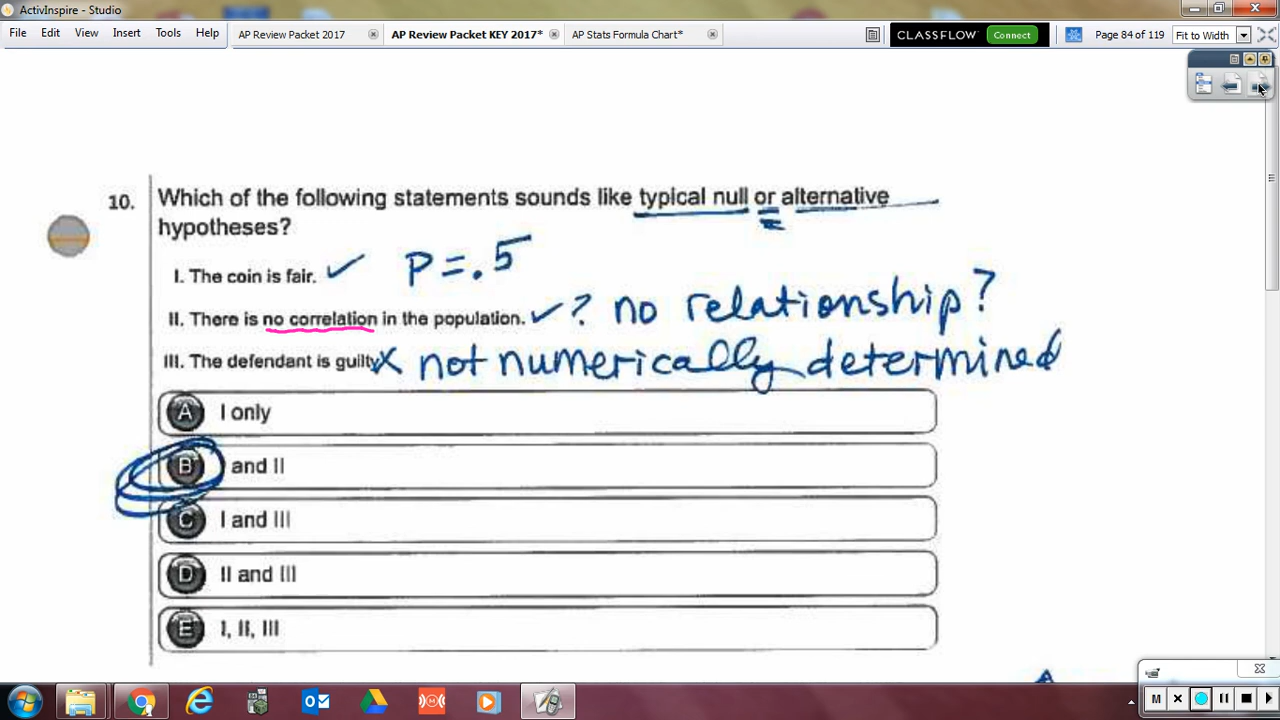 ActivInspire - Studio
File Edit View Insert Tools Help AP Review Packet 2017 AP Review Packet KEY 2017* AP Stats Formula Chart* CLASSFLOW Connect Page 84 of 119 Fit to Width
10. Which of the following statements sounds like typical null or alternative
hypotheses?
I. The coin is fair. ✓ P = .5
II. There is no correlation in the population. ✓? no relationship?
III. The defendant is guilty X not numerically determined
A I only
B and II
C I and III
D II and III
E I, II, III
M